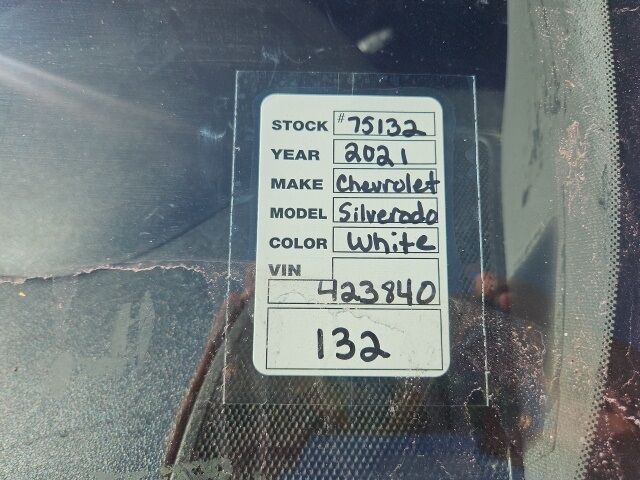 STOCK #75132
YEAR 2021
MAKE Chevrolet
MODEL Silverado
COLOR White
VIN
423840
132